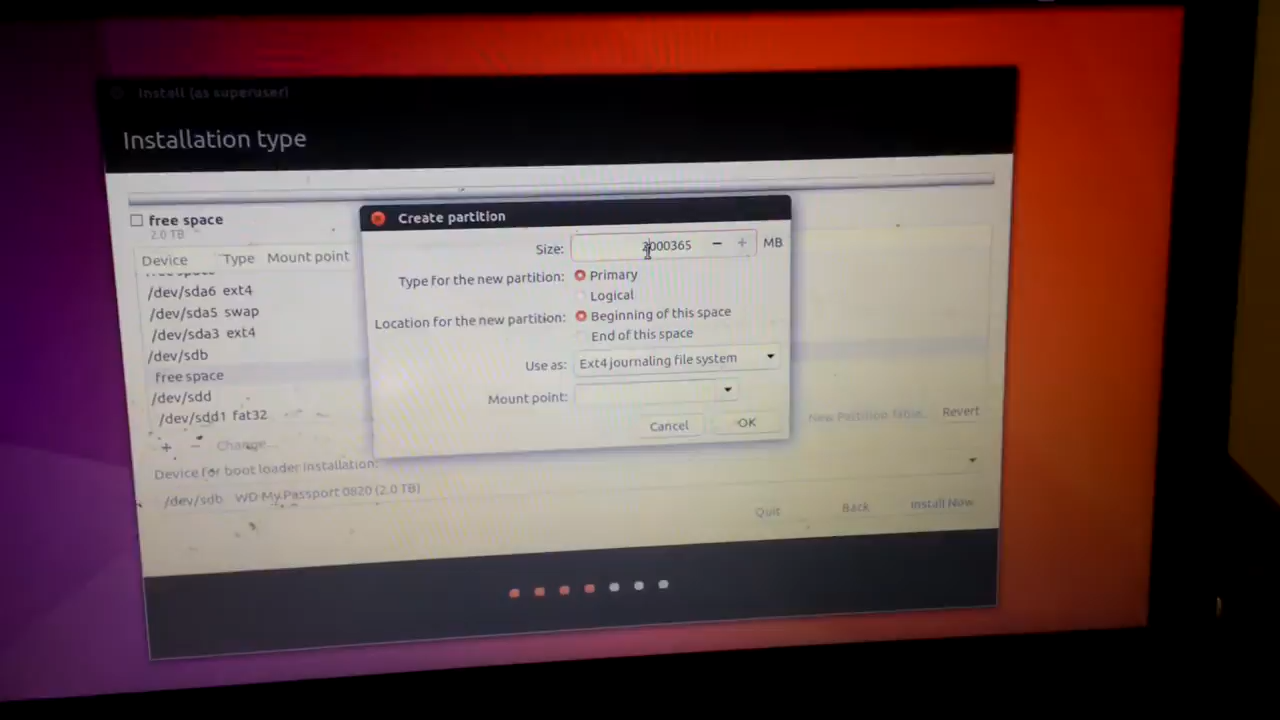 Install (as superuser)
Installation type
free space
2.0 TB
Device Type Mount point
free space
/dev/sda6 ext4
/dev/sda5 swap
/dev/sda3 ext4
/dev/sdb
free space
/dev/sdd
/dev/sdd1 fat32
+ − Change...
New Partition Table... Revert
Device for boot loader installation:
/dev/sdb WD My Passport 0820 (2.0 TB)
Quit Back Install Now
Create partition
Size: 2000365 − + MB
Type for the new partition: Primary
Logical
Location for the new partition: Beginning of this space
End of this space
Use as: Ext4 journaling file system
Mount point:
Cancel OK